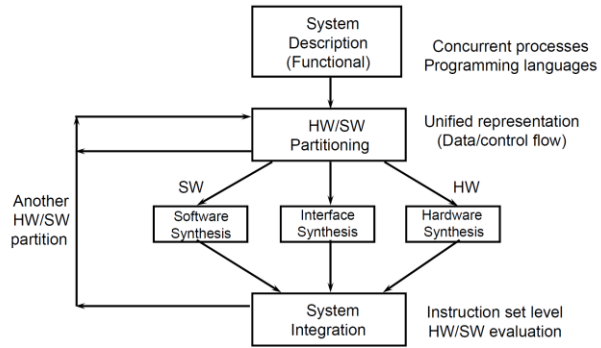 System
Description
(Functional)
Concurrent processes
Programming languages
HW/SW
Partitioning
Unified representation
(Data/control flow)
SW
HW
Another
HW/SW
partition
Software
Synthesis
Interface
Synthesis
Hardware
Synthesis
System
Integration
Instruction set level
HW/SW evaluation